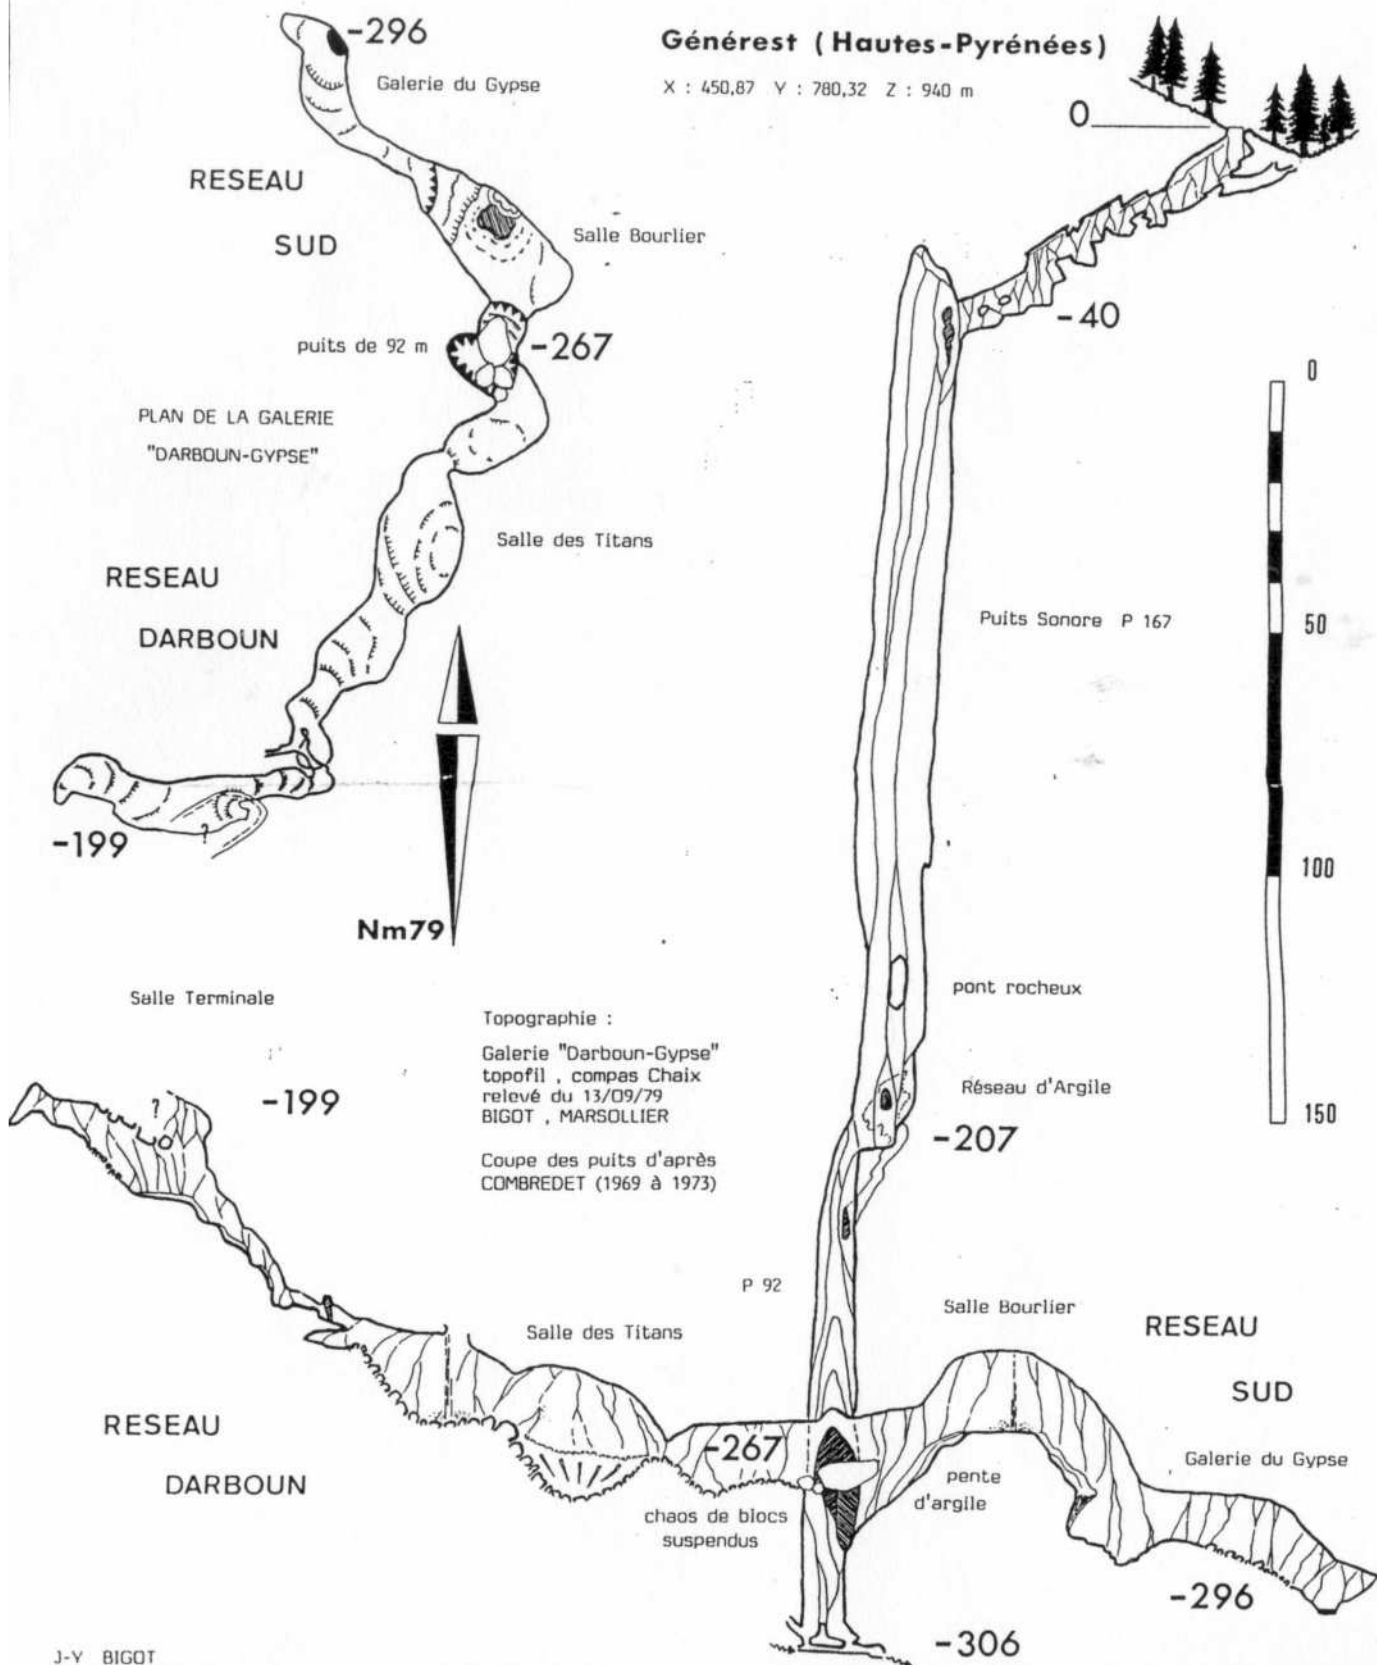 Générest (Hautes-Pyrénées)
X : 450,87 Y : 780,32 Z : 940 m
-296
Galerie du Gypse
RESEAU
SUD
Salle Bourlier
puits de 92 m
-267
PLAN DE LA GALERIE
"DARBOUN-GYPSE"
Salle des Titans
RESEAU
DARBOUN
?
-199
Nm79
0
-40
0
50
100
150
Puits Sonore P 167
pont rocheux
Réseau d'Argile
-207
Salle Terminale
?
-199
Topographie :
Galerie "Darboun-Gypse"
topofil , compas Chaix
relevé du 13/09/79
BIGOT , MARSOLLIER
Coupe des puits d'après
COMBREDET (1969 à 1973)
P 92
Salle Bourlier
RESEAU
SUD
Salle des Titans
RESEAU
DARBOUN
-267
Galerie du Gypse
chaos de blocs
suspendus
pente
d'argile
-296
-306
J-Y BIGOT